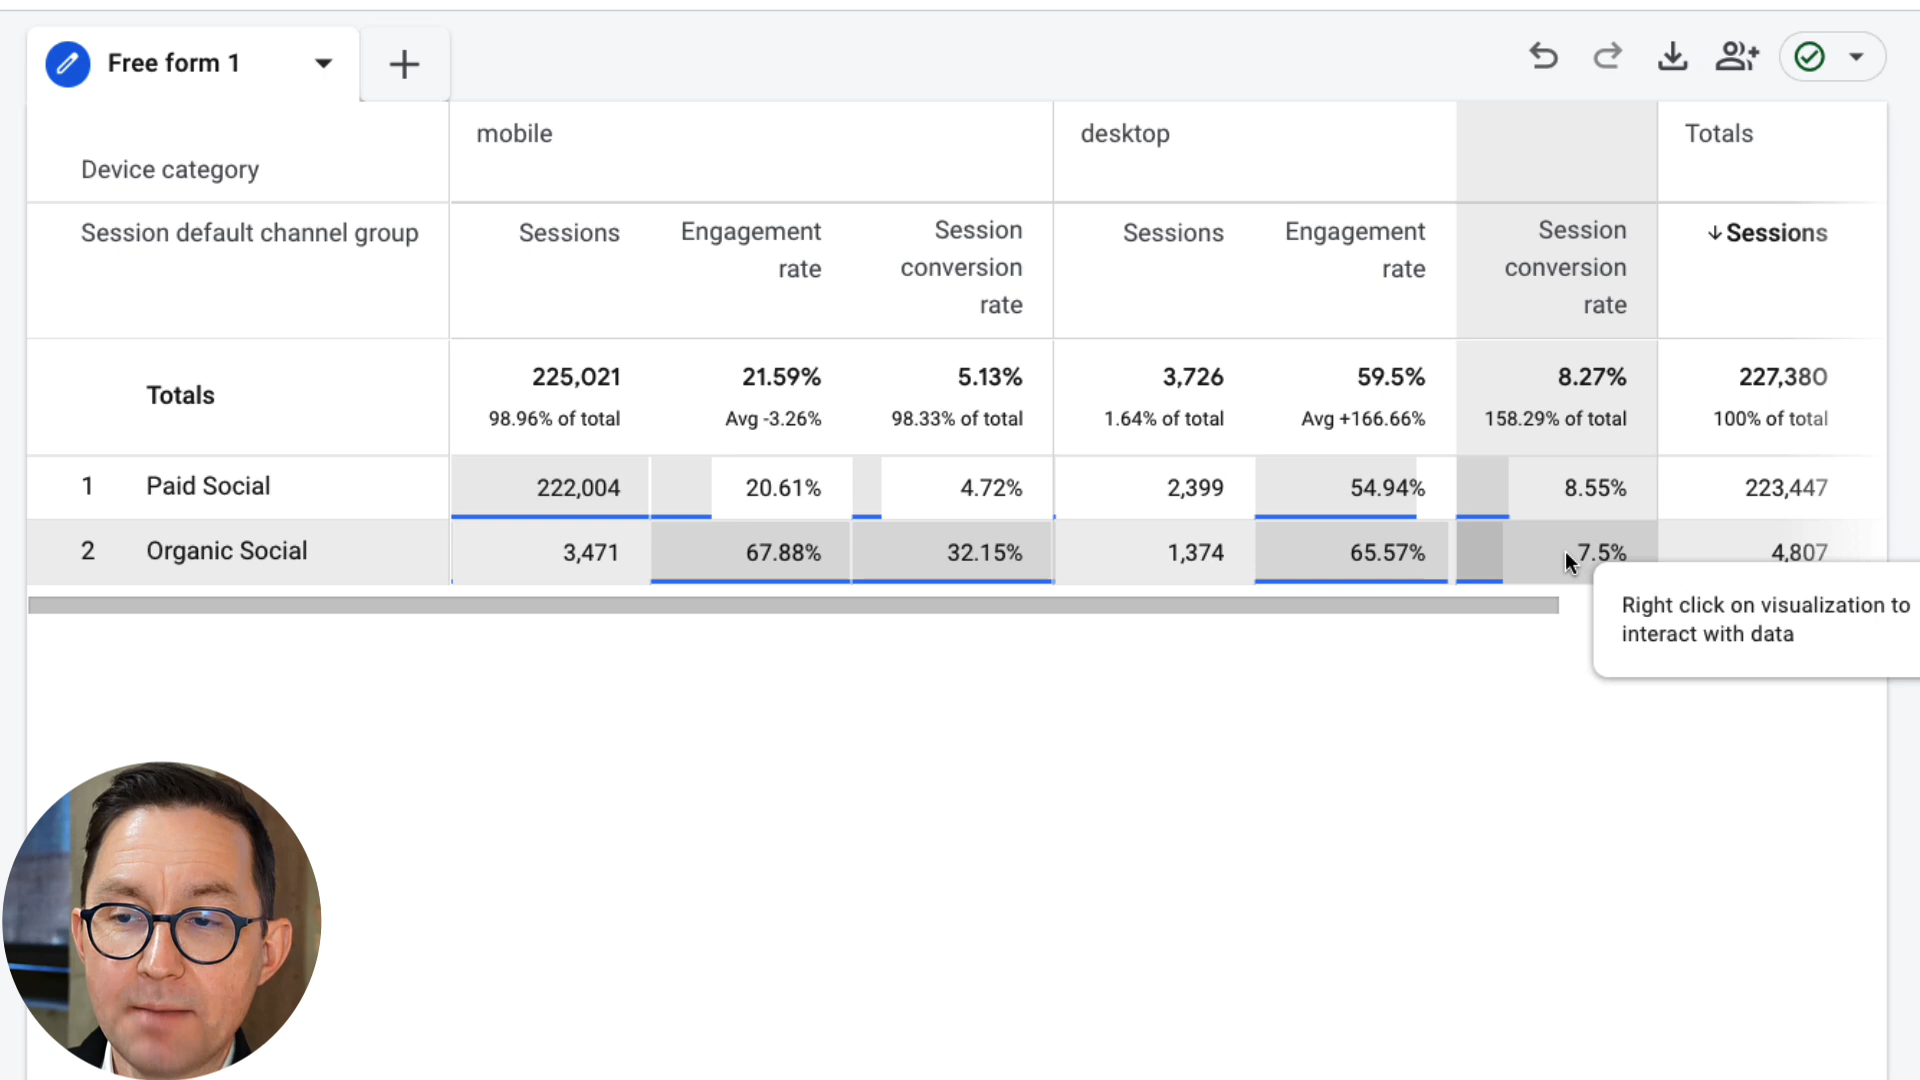 Free form 1
mobile
desktop
Totals
Device category
Session default channel group
Sessions
Engagement
rate
Session
conversion
rate
Sessions
Engagement
rate
Session
conversion
rate
↓ Sessions
Totals
225,021
21.59%
5.13%
3,726
59.5%
8.27%
227,380
98.96% of total
Avg -3.26%
98.33% of total
1.64% of total
Avg +166.66%
158.29% of total
100% of total
1
Paid Social
222,004
20.61%
4.72%
2,399
54.94%
8.55%
223,447
2
Organic Social
3,471
67.88%
32.15%
1,374
65.57%
7.5%
4,807
Right click on visualization to
interact with data